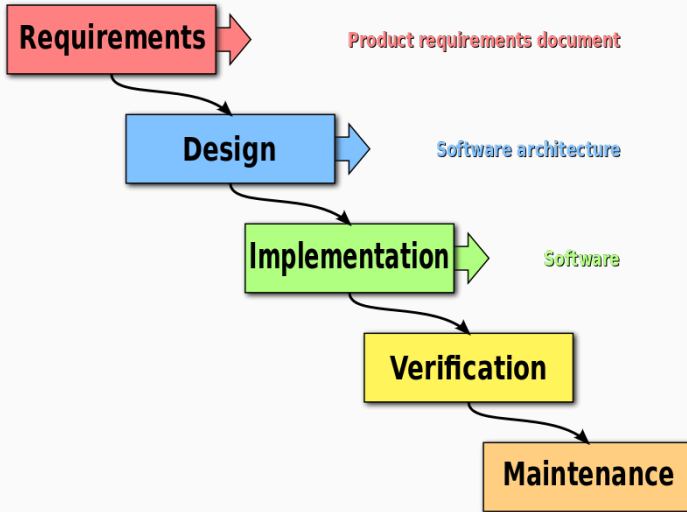 Requirements
Product requirements document
Design
Software architecture
Implementation
Software
Verification
Maintenance